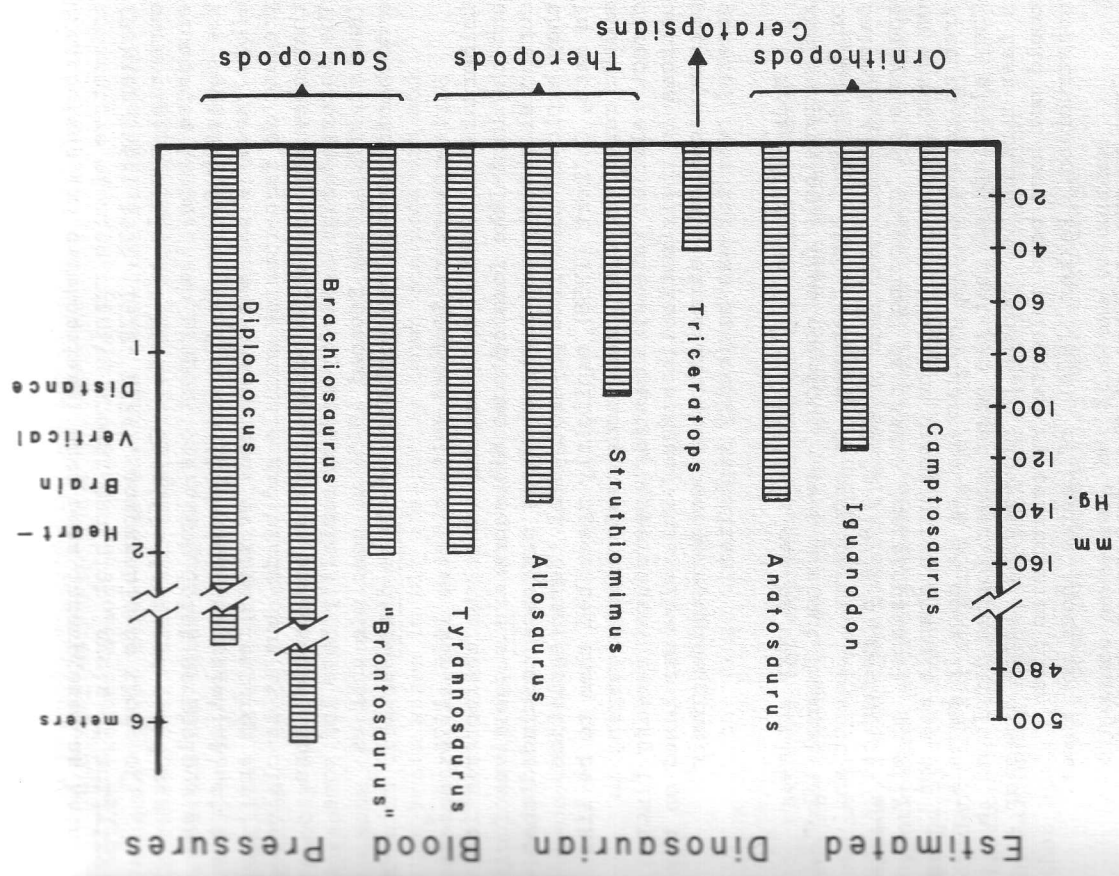 Estimated Dinosaurian Blood Pressures
500
480
160
140
120
100
80
60
40
20
mm
Hg.
Camptosaurus
Iguanodon
Anatosaurus
Triceratops
Struthiomimus
Allosaurus
Tyrannosaurus
"Brontosaurus"
Brachiosaurus
Diplodocus
6 meters
2
1
Heart –
Brain
Vertical
Distance
Ornithopods
Ceratopsians
Theropods
Sauropods